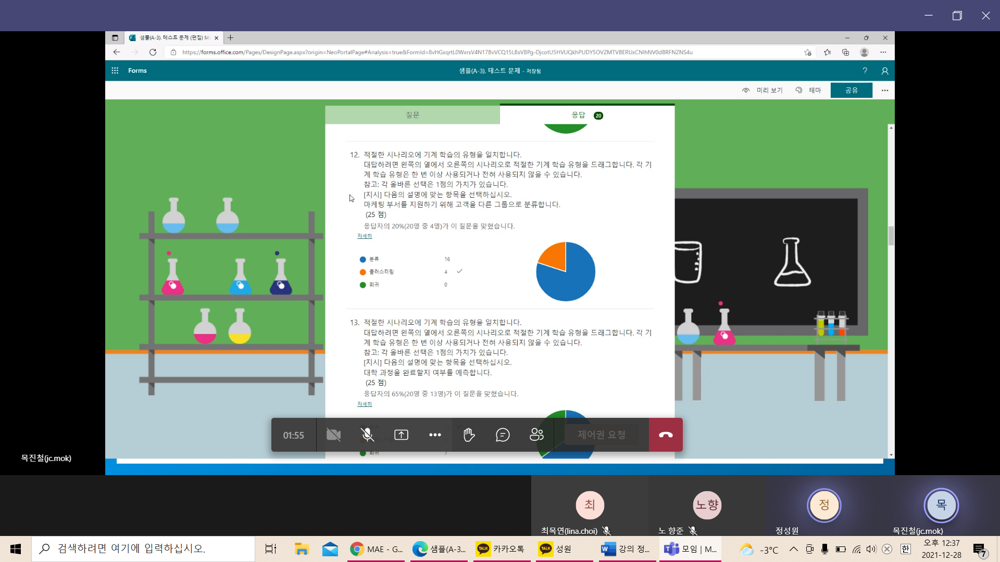 샘플(A-3). 테스트 문제 (편집) Mi
https://forms.office.com/Pages/DesignPage.aspx?origin=NeoPortalPage#Analysis=true&FormId=8vHGxqrtL0WxrsV4N17BvVCQ15LBsVBPg-DjcotU5HVUQkhPUDY5OVZMTVBERUxCNlhNV0dBRFNZNS4u
Forms
샘플(A-3). 테스트 문제 - 저장됨
?
미리 보기
테마
공유
질문
응답 20
12. 적절한 시나리오에 기계 학습의 유형을 일치합니다.
대답하려면 왼쪽의 열에서 오른쪽의 시나리오로 적절한 기계 학습 유형을 드래그합니다. 각 기
계 학습 유형은 한 번 이상 사용되거나 전혀 사용되지 않을 수 있습니다.
참고: 각 올바른 선택은 1점의 가치가 있습니다.
[지시] 다음의 설명에 맞는 항목을 선택하십시오.
마케팅 부서를 지원하기 위해 고객을 다른 그룹으로 분류합니다.
(25 점)
응답자의 20%(20명 중 4명)가 이 질문을 맞혔습니다.
자세히
분류 16
클러스터링 4
회귀 0
13. 적절한 시나리오에 기계 학습의 유형을 일치합니다.
대답하려면 왼쪽의 열에서 오른쪽의 시나리오로 적절한 기계 학습 유형을 드래그합니다. 각 기
계 학습 유형은 한 번 이상 사용되거나 전혀 사용되지 않을 수 있습니다.
참고: 각 올바른 선택은 1점의 가치가 있습니다.
[지시] 다음의 설명에 맞는 항목을 선택하십시오.
대학 과정을 완료할지 여부를 예측합니다.
(25 점)
응답자의 65%(20명 중 13명)가 이 질문을 맞혔습니다.
자세히
01:55
제어권 요청
회귀 7
목진철(jc.mok)
최
노향
정
목
최목연(lina.choi)
노 향준
정성원
목진철(jc.mok)
검색하려면 여기에 입력하십시오.
MAE - G...
샘플(A-3...
TALK 카카오톡
TALK 성원
강의 정...
모임 | M...
-3°C
한
오후 12:37
2021-12-28
7